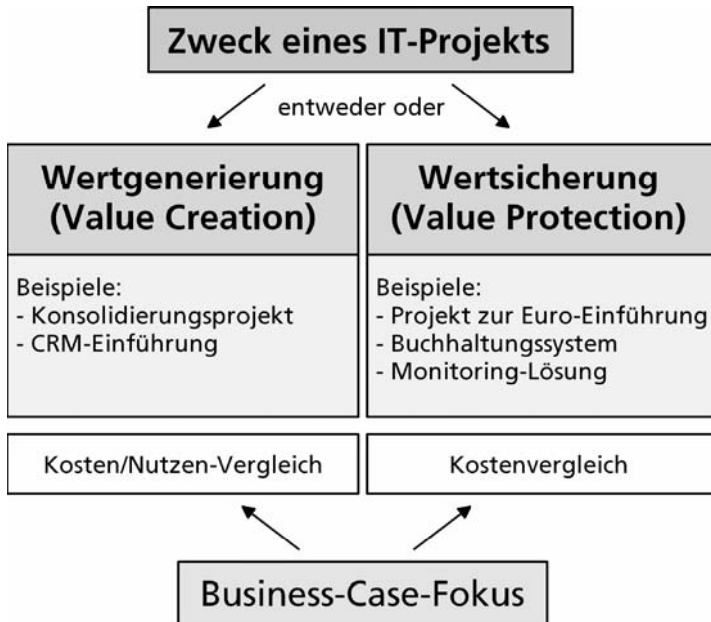 Zweck eines IT-Projekts
entweder oder
Wertgenerierung
(Value Creation)
Beispiele:
- Konsolidierungsprojekt
- CRM-Einführung
Kosten/Nutzen-Vergleich
Wertsicherung
(Value Protection)
Beispiele:
- Projekt zur Euro-Einführung
- Buchhaltungssystem
- Monitoring-Lösung
Kostenvergleich
Business-Case-Fokus